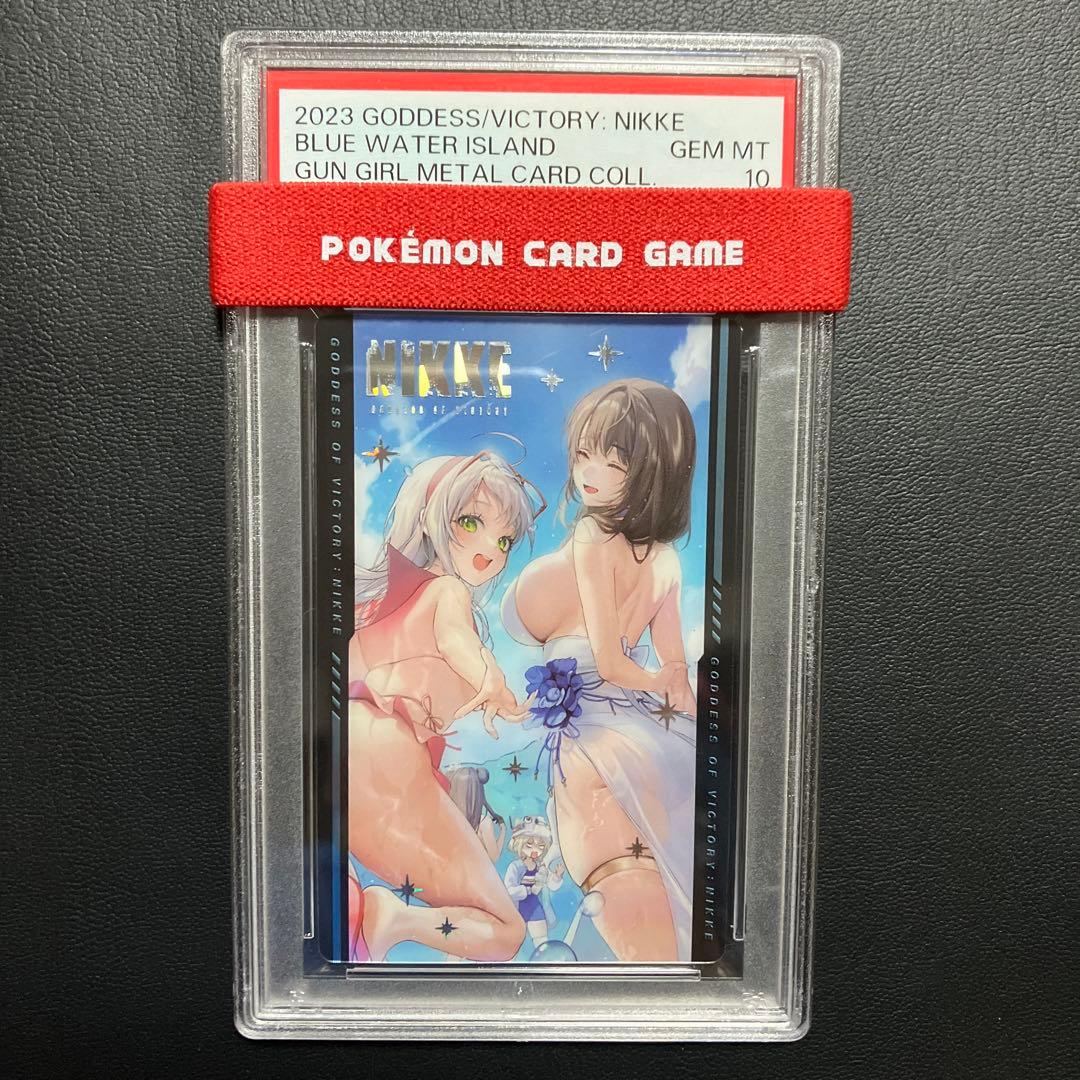 2023 GODDESS/VICTORY: NIKKE
BLUE WATER ISLAND GEM MT
GUN GIRL METAL CARD COLL. 10
POKÉMON CARD GAME
NIKKE
GODDESS OF VICTORY
GODDESS OF VICTORY: NIKKE
GODDESS OF VICTORY: NIKKE